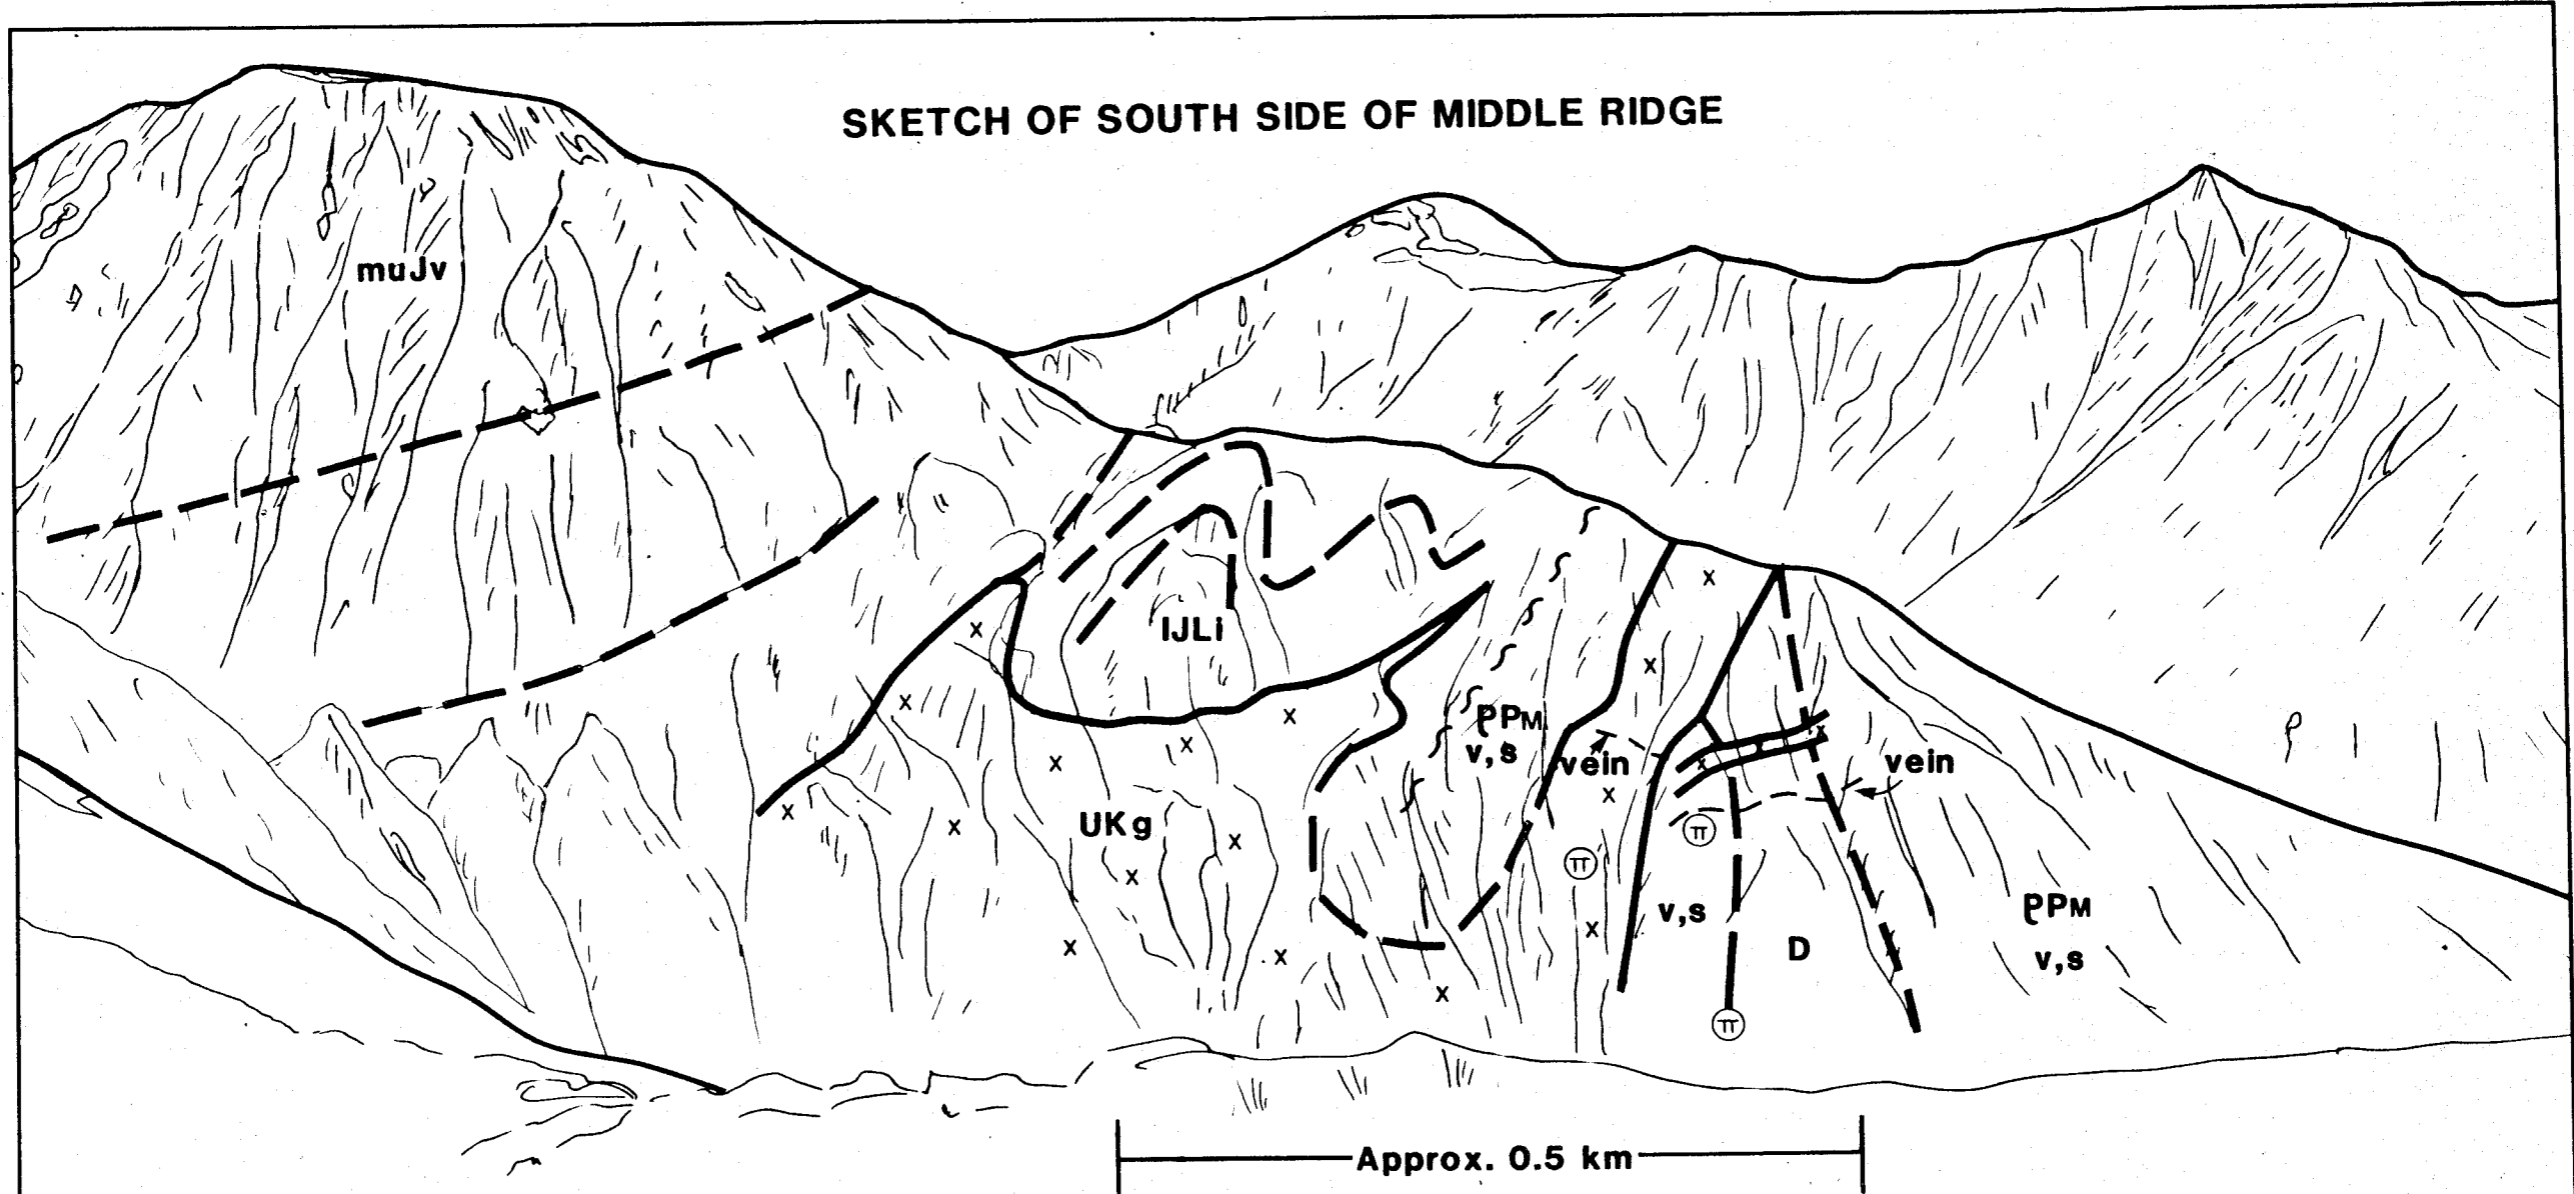 SKETCH OF SOUTH SIDE OF MIDDLE RIDGE
muJv
lJLi
PPM
v,s
vein
vein
UKg
π
π
v,s
D
PPM
v,s
π
Approx. 0.5 km